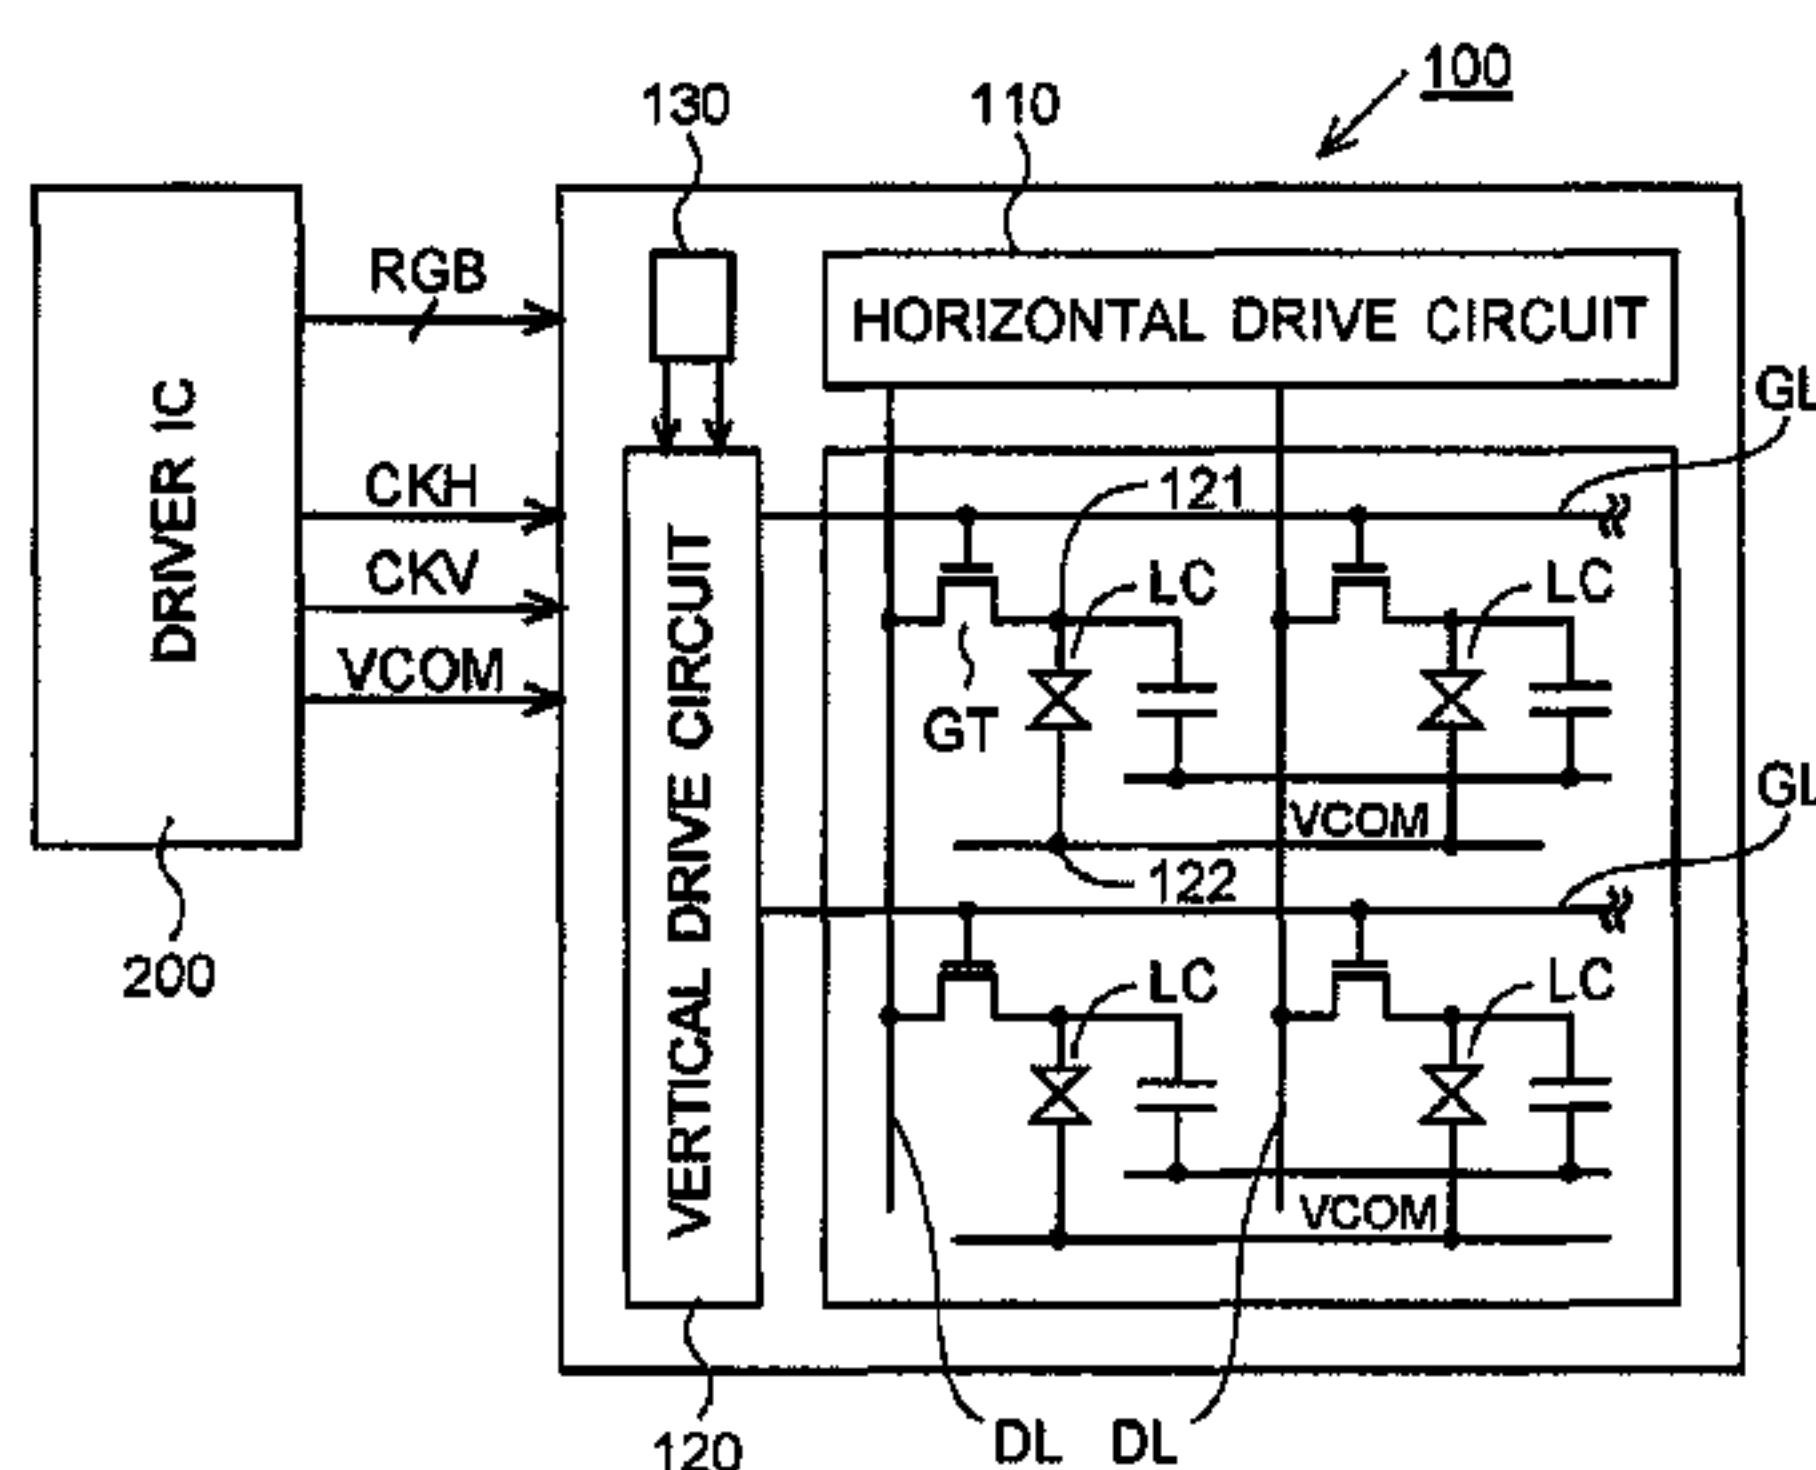 100
130
110
RGB
HORIZONTAL DRIVE CIRCUIT
GL
DRIVER IC
CKH
121
CKV
LC
LC
VERTICAL DRIVE CIRCUIT
VCOM
GT
GL
VCOM
122
200
LC
LC
VCOM
120
DL
DL